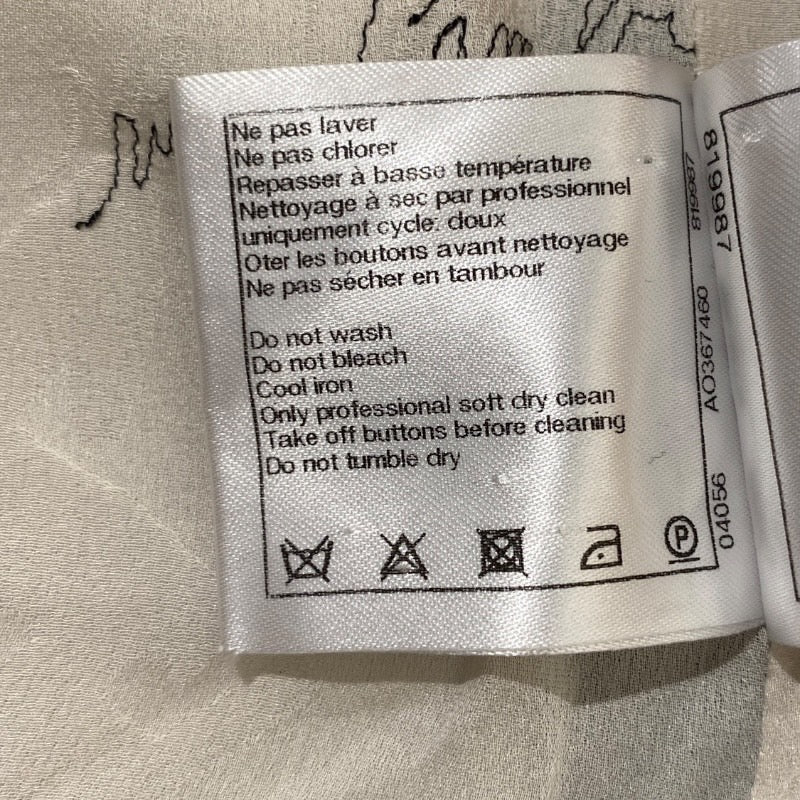 Ne pas laver
Ne pas chlorer
Repasser à basse température
Nettoyage à sec par professionnel
uniquement cycle: doux
Oter les boutons avant nettoyage
Ne pas sécher en tambour
Do not wash
Do not bleach
Cool iron
Only professional soft dry clean
Take off buttons before cleaning
Do not tumble dry
P
04056 AO367460 819987
819987